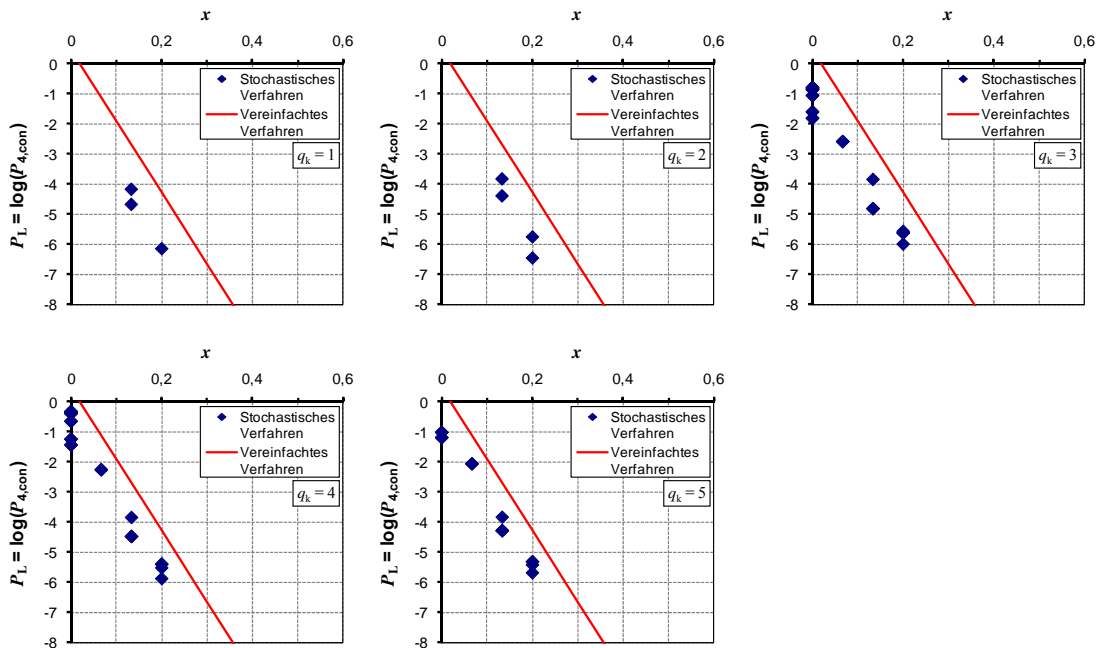 x
0 0,2 0,4 0,6
0
-1
-2
-3
-4
-5
-6
-7
-8
P_L = log(P_4,con)
Stochastisches
Verfahren
Vereinfachtes
Verfahren
q_k = 1
x
0 0,2 0,4 0,6
0
-1
-2
-3
-4
-5
-6
-7
-8
P_L = log(P_4,con)
Stochastisches
Verfahren
Vereinfachtes
Verfahren
q_k = 2
x
0 0,2 0,4 0,6
0
-1
-2
-3
-4
-5
-6
-7
-8
P_L = log(P_4,con)
Stochastisches
Verfahren
Vereinfachtes
Verfahren
q_k = 3
x
0 0,2 0,4 0,6
0
-1
-2
-3
-4
-5
-6
-7
-8
P_L = log(P_4,con)
Stochastisches
Verfahren
Vereinfachtes
Verfahren
q_k = 4
x
0 0,2 0,4 0,6
0
-1
-2
-3
-4
-5
-6
-7
-8
P_L = log(P_4,con)
Stochastisches
Verfahren
Vereinfachtes
Verfahren
q_k = 5